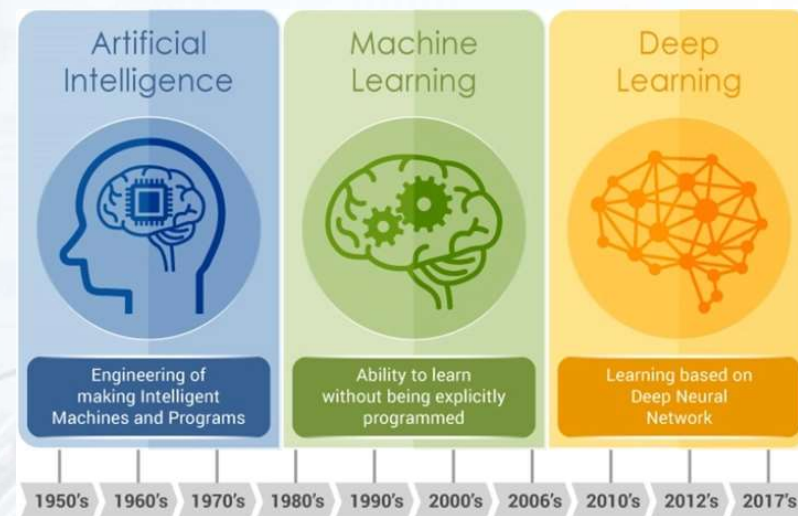 Artificial
Intelligence
Machine
Learning
Deep
Learning
Engineering of
making Intelligent
Machines and Programs
Ability to learn
without being explicitly
programmed
Learning based on
Deep Neural
Network
1950's 1960's 1970's 1980's 1990's 2000's 2006's 2010's 2012's 2017's